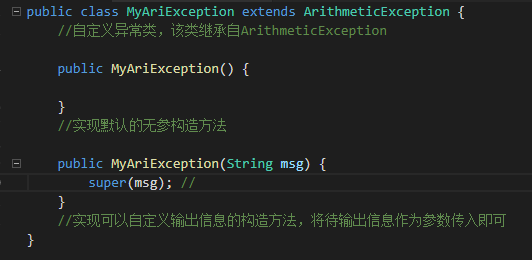 public class MyAriException extends ArithmeticException {
//自定义异常类，该类继承自ArithmeticException
public MyAriException() {
}
//实现默认的无参构造方法
public MyAriException(String msg) {
super(msg); //
}
//实现可以自定义输出信息的构造方法，将待输出信息作为参数传入即可
}